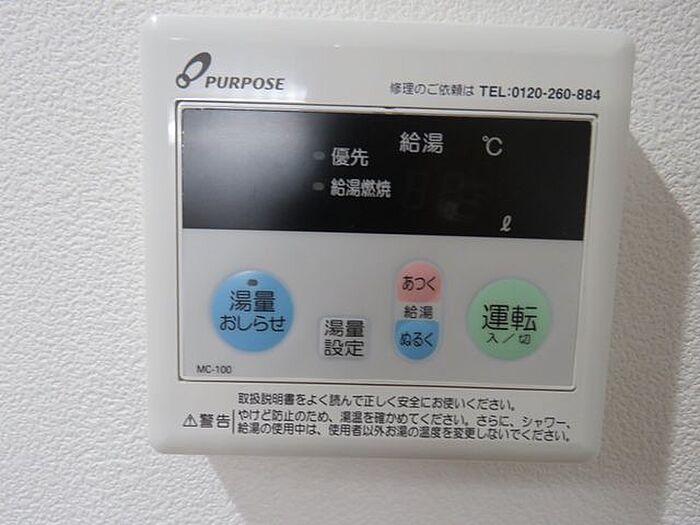 PURPOSE
修理のご依頼は TEL:0120-260-884
給湯 ℃
優先
給湯燃焼
ℓ
湯量
おしらせ
湯量
設定
あつく
給湯
ぬるく
運転
入/切
MC-100
取扱説明書をよく読んで正しく安全にお使いください。
⚠警告 やけど防止のため、湯温を確かめてください。さらに、シャワー、
給湯の使用中は、使用者以外お湯の温度を変更しないでください。